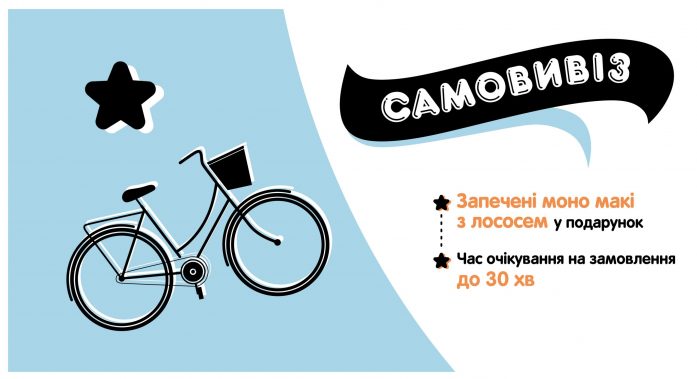 САМОВИВІЗ
Запечені моно макі
з лососем у подарунок
Час очікування на замовлення
до 30 хв